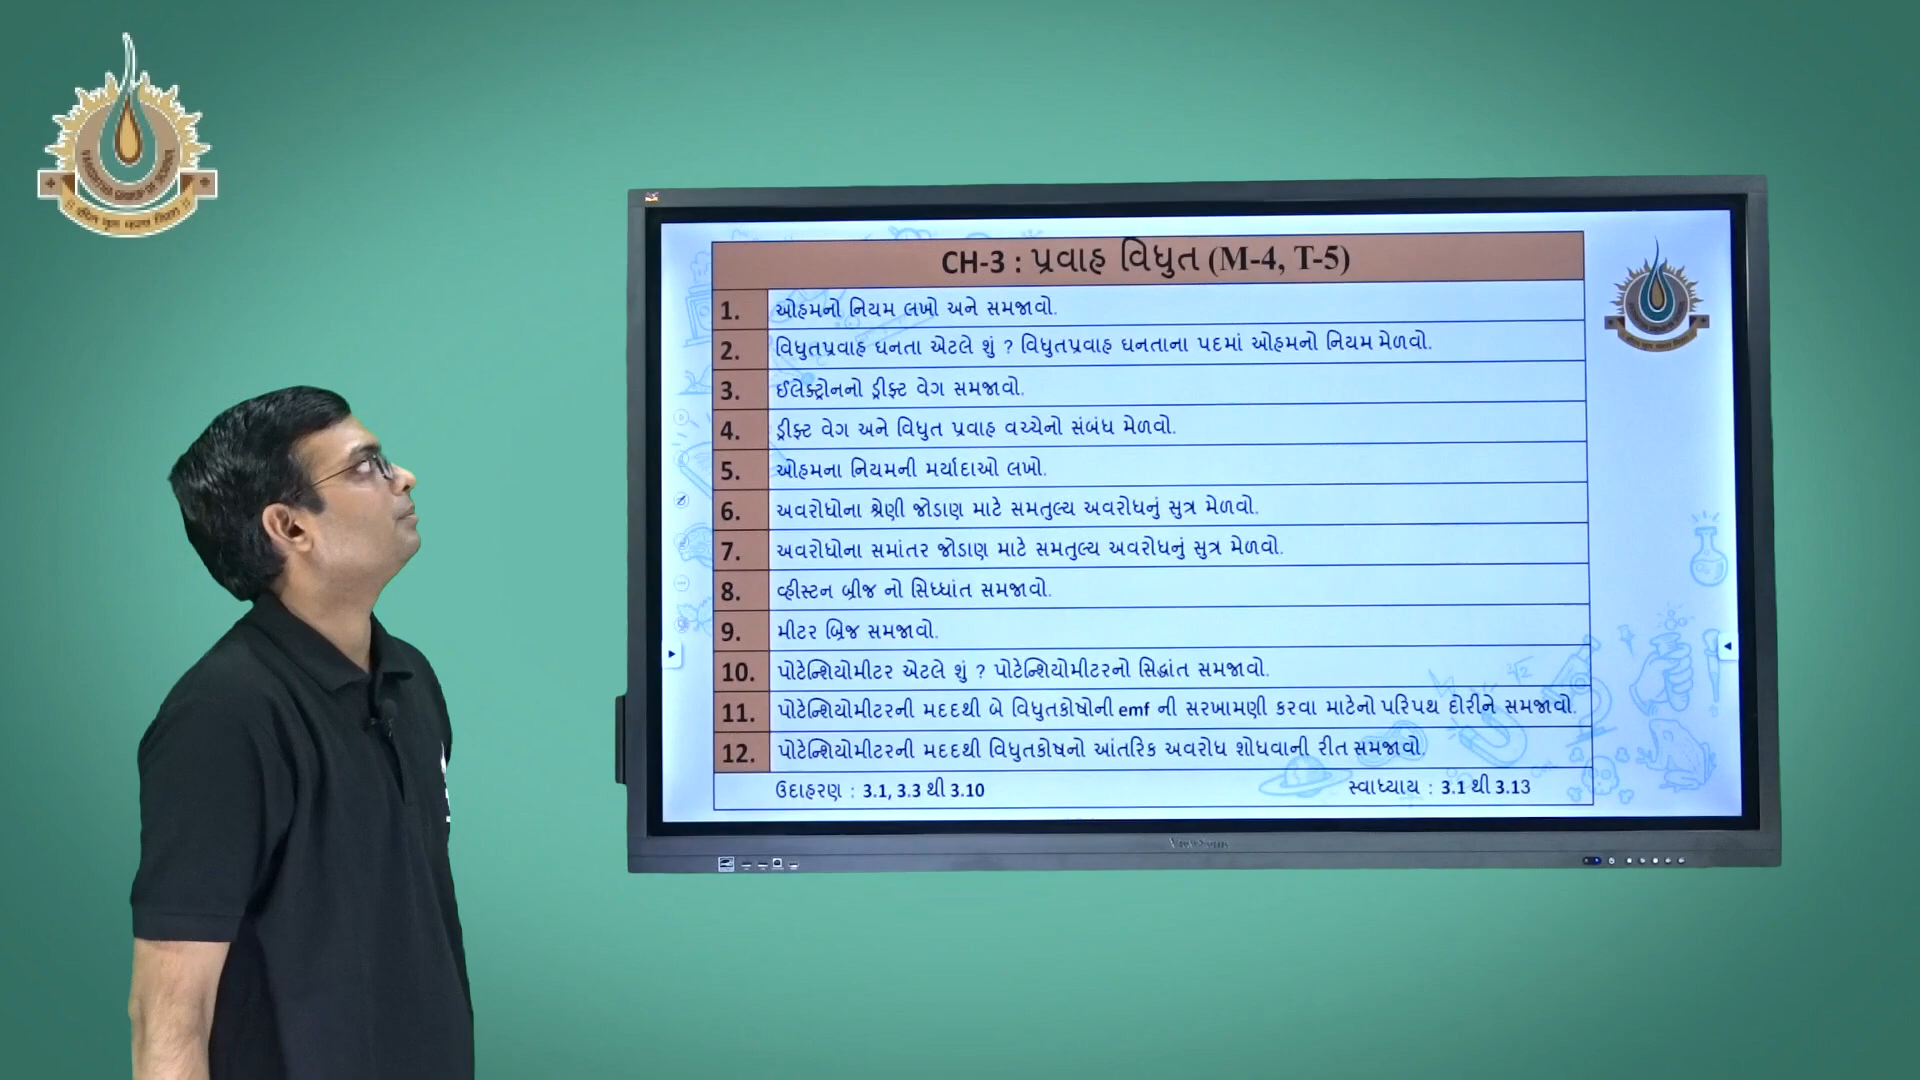 CH-3 : પ્રવાહ વિધુત (M-4, T-5)
1. ઓહમનો નિયમ લખો અને સમજાવો.
2. વિધુતપ્રવાહ ઘનતા એટલે શું ? વિધુતપ્રવાહ ઘનતાના પદમાં ઓહમનો નિયમ મેળવો.
3. ઈલેક્ટ્રોનનો ડ્રીફ્ટ વેગ સમજાવો.
4. ડ્રીફ્ટ વેગ અને વિધુત પ્રવાહ વચ્ચેનો સંબંધ મેળવો.
5. ઓહમના નિયમની મર્યાદાઓ લખો.
6. અવરોધોના શ્રેણી જોડાણ માટે સમતુલ્ય અવરોધનું સુત્ર મેળવો.
7. અવરોધોના સમાંતર જોડાણ માટે સમતુલ્ય અવરોધનું સુત્ર મેળવો.
8. વ્હીસ્ટન બ્રીજ નો સિધ્ધાંત સમજાવો.
9. મીટર બ્રિજ સમજાવો.
10. પોટેન્શિયોમીટર એટલે શું ? પોટેન્શિયોમીટરનો સિદ્ધાંત સમજાવો.
11. પોટેન્શિયોમીટરની મદદથી બે વિધુતકોષોની emf ની સરખામણી કરવા માટેનો પરિપથ દોરીને સમજાવો.
12. પોટેન્શિયોમીટરની મદદથી વિધુતકોષનો આંતરિક અવરોધ શોધવાની રીત સમજાવો.
ઉદાહરણ : 3.1, 3.3 થી 3.10 સ્વાધ્યાય : 3.1 થી 3.13
ViewSonic